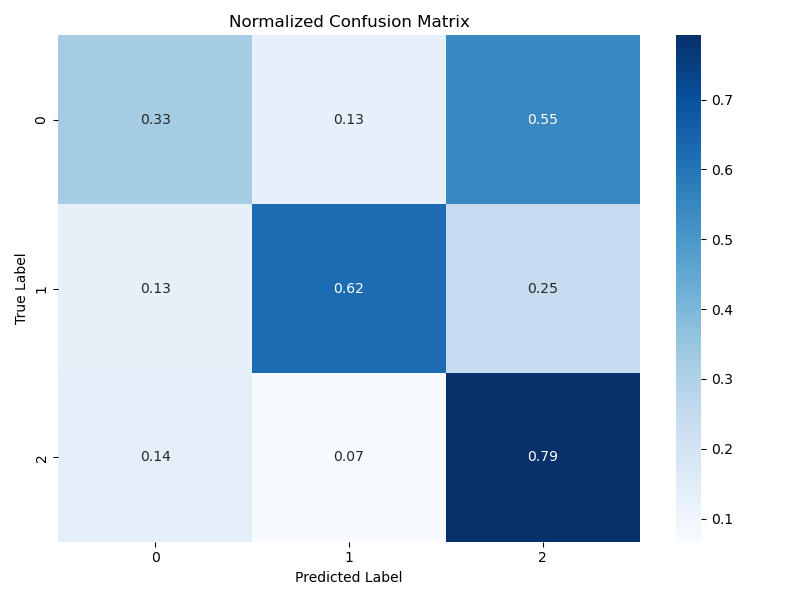 Normalized Confusion Matrix
0 0.33 0.13 0.55
1 0.13 0.62 0.25
2 0.14 0.07 0.79
0 1 2
True Label
Predicted Label
0.7
0.6
0.5
0.4
0.3
0.2
0.1